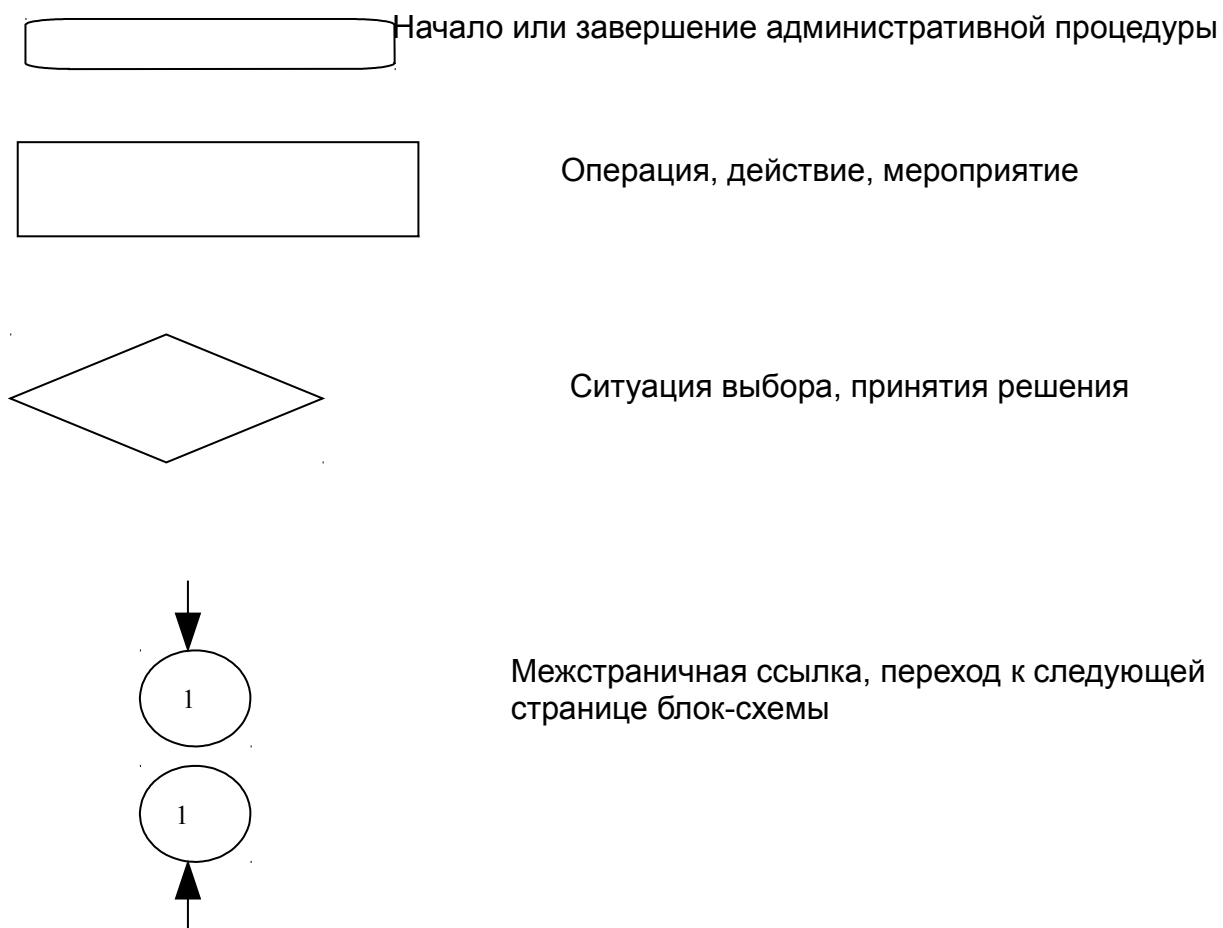 Начало или завершение административной процедуры
Операция, действие, мероприятие
Ситуация выбора, принятия решения
1
Межстраничная ссылка, переход к следующей
странице блок-схемы
1